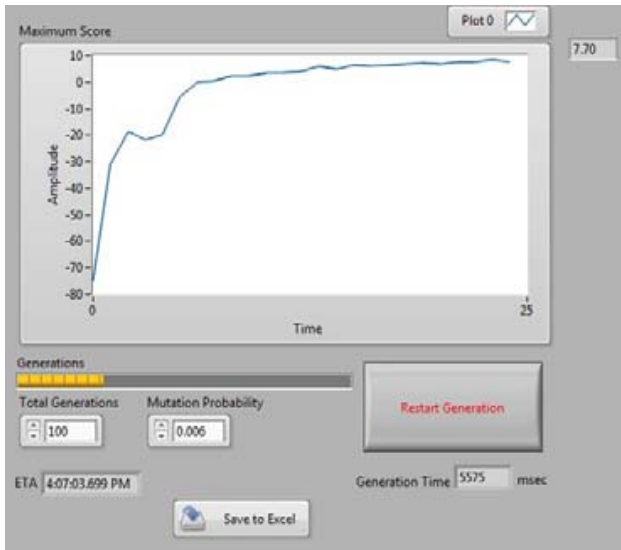 Plot 0
Maximum Score
7.70
10
0
-10
-20
-30
-40
-50
-60
-70
-80
Amplitude
0
25
Time
Generations
Total Generations
Mutation Probability
100
0.006
Restart Generation
ETA 4:07:03.699 PM
Generation Time 5575 msec
Save to Excel